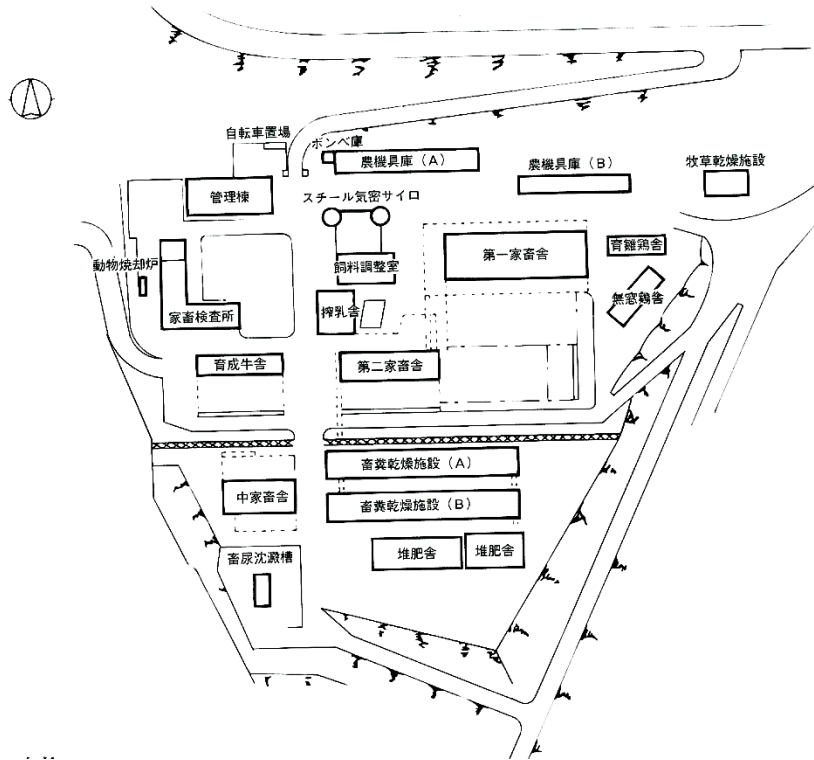 自転車置場
ボンベ庫
農機具庫(A)
農機具庫(B)
牧草乾燥施設
管理棟
スチール気密サイロ
第一家畜舎
育雛鶏舎
動物焼却炉
飼料調整室
無窓鶏舎
家畜検査所
搾乳舎
育成牛舎
第二家畜舎
畜糞乾燥施設(A)
中家畜舎
畜糞乾燥施設(B)
堆肥舎
堆肥舎
畜尿沈澱槽